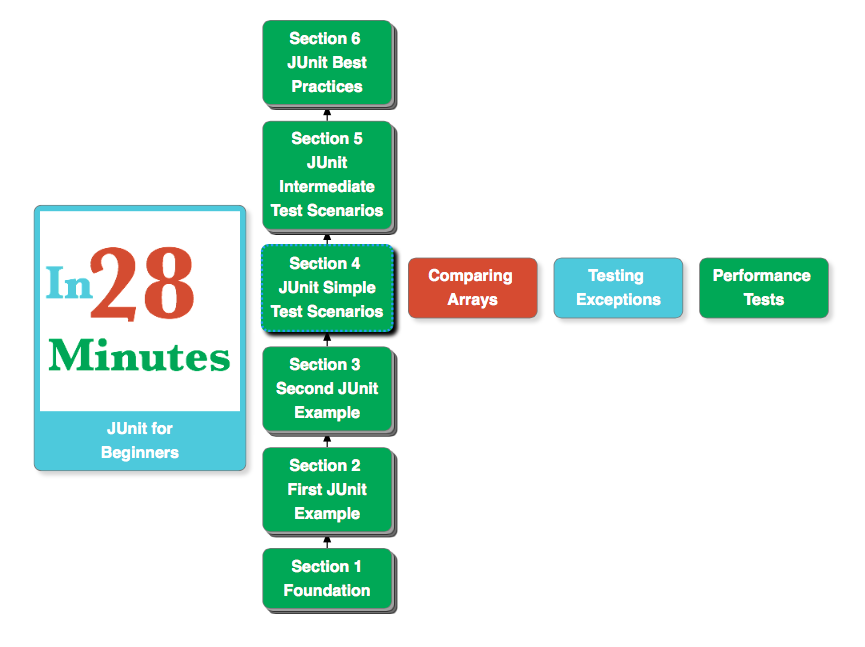 Section 6
JUnit Best
Practices
Section 5
JUnit
Intermediate
Test Scenarios
In28
Minutes
JUnit for
Beginners
Section 4
JUnit Simple
Test Scenarios
Comparing
Arrays
Testing
Exceptions
Performance
Tests
Section 3
Second JUnit
Example
Section 2
First JUnit
Example
Section 1
Foundation